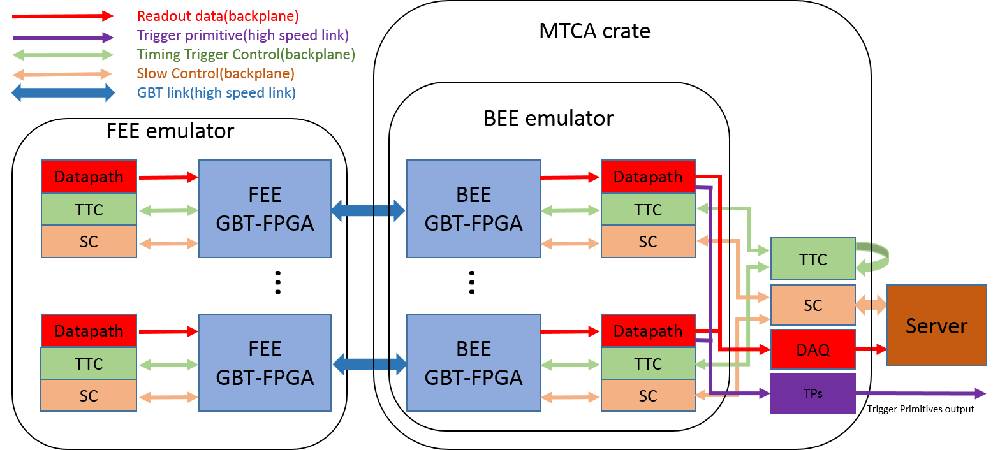 Readout data(backplane)
Trigger primitive(high speed link)
Timing Trigger Control(backplane)
Slow Control(backplane)
GBT link(high speed link)
MTCA crate
FEE emulator
BEE emulator
Datapath
TTC
SC
FEE
GBT-FPGA
BEE
GBT-FPGA
Datapath
TTC
SC
Datapath
TTC
SC
FEE
GBT-FPGA
BEE
GBT-FPGA
Datapath
TTC
SC
TTC
SC
DAQ
TPs
Server
Trigger Primitives output